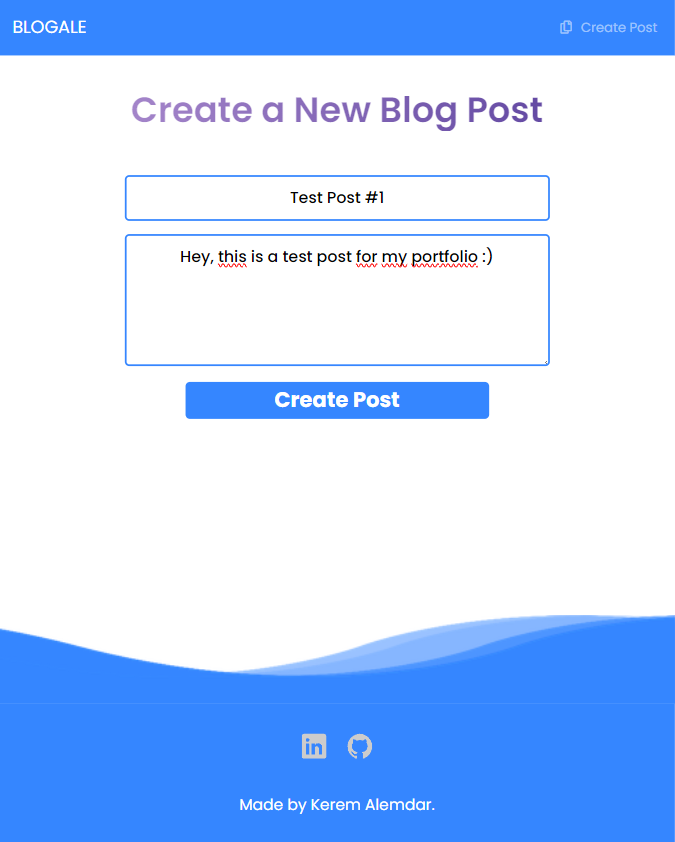 BLOGALE
Create Post
Create a New Blog Post
Test Post #1
Hey, this is a test post for my portfolio :)
Create Post
in
Made by Kerem Alemdar.